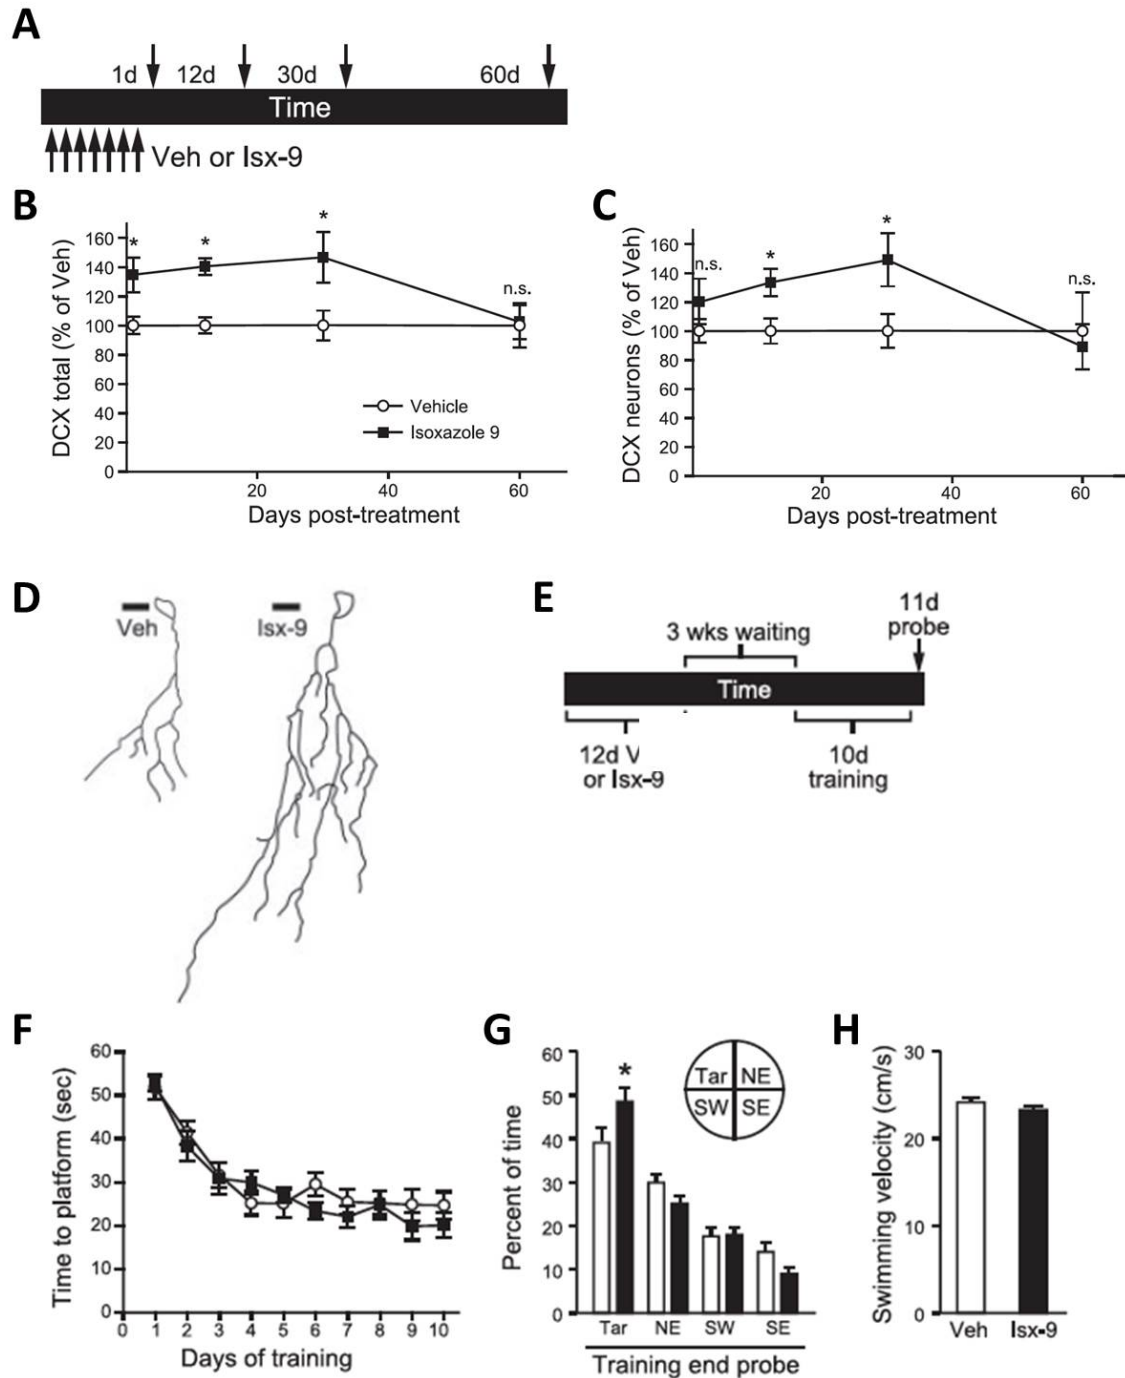 A
1d 12d 30d 60d
Time
Veh or Isx-9
B
DCX total (% of Veh)
160
140
120
100
80
60
40
20
0
* * * n.s.
Vehicle
Isoxazole 9
20 40 60
Days post-treatment
C
DCX neurons (% of Veh)
160
140
120
100
80
60
40
20
0
n.s. * * n.s.
20 40 60
Days post-treatment
D
Veh
Isx-9
E
11d
probe
3 wks waiting
Time
12d V
or Isx-9
10d
training
F
Time to platform (sec)
60
50
40
30
20
10
0
0 1 2 3 4 5 6 7 8 9 10
Days of training
G
Percent of time
60
50
40
30
20
10
0
*
Tar NE
SW SE
Tar NE SW SE
Training end probe
H
Swimming velocity (cm/s)
30
20
10
0
Veh Isx-9